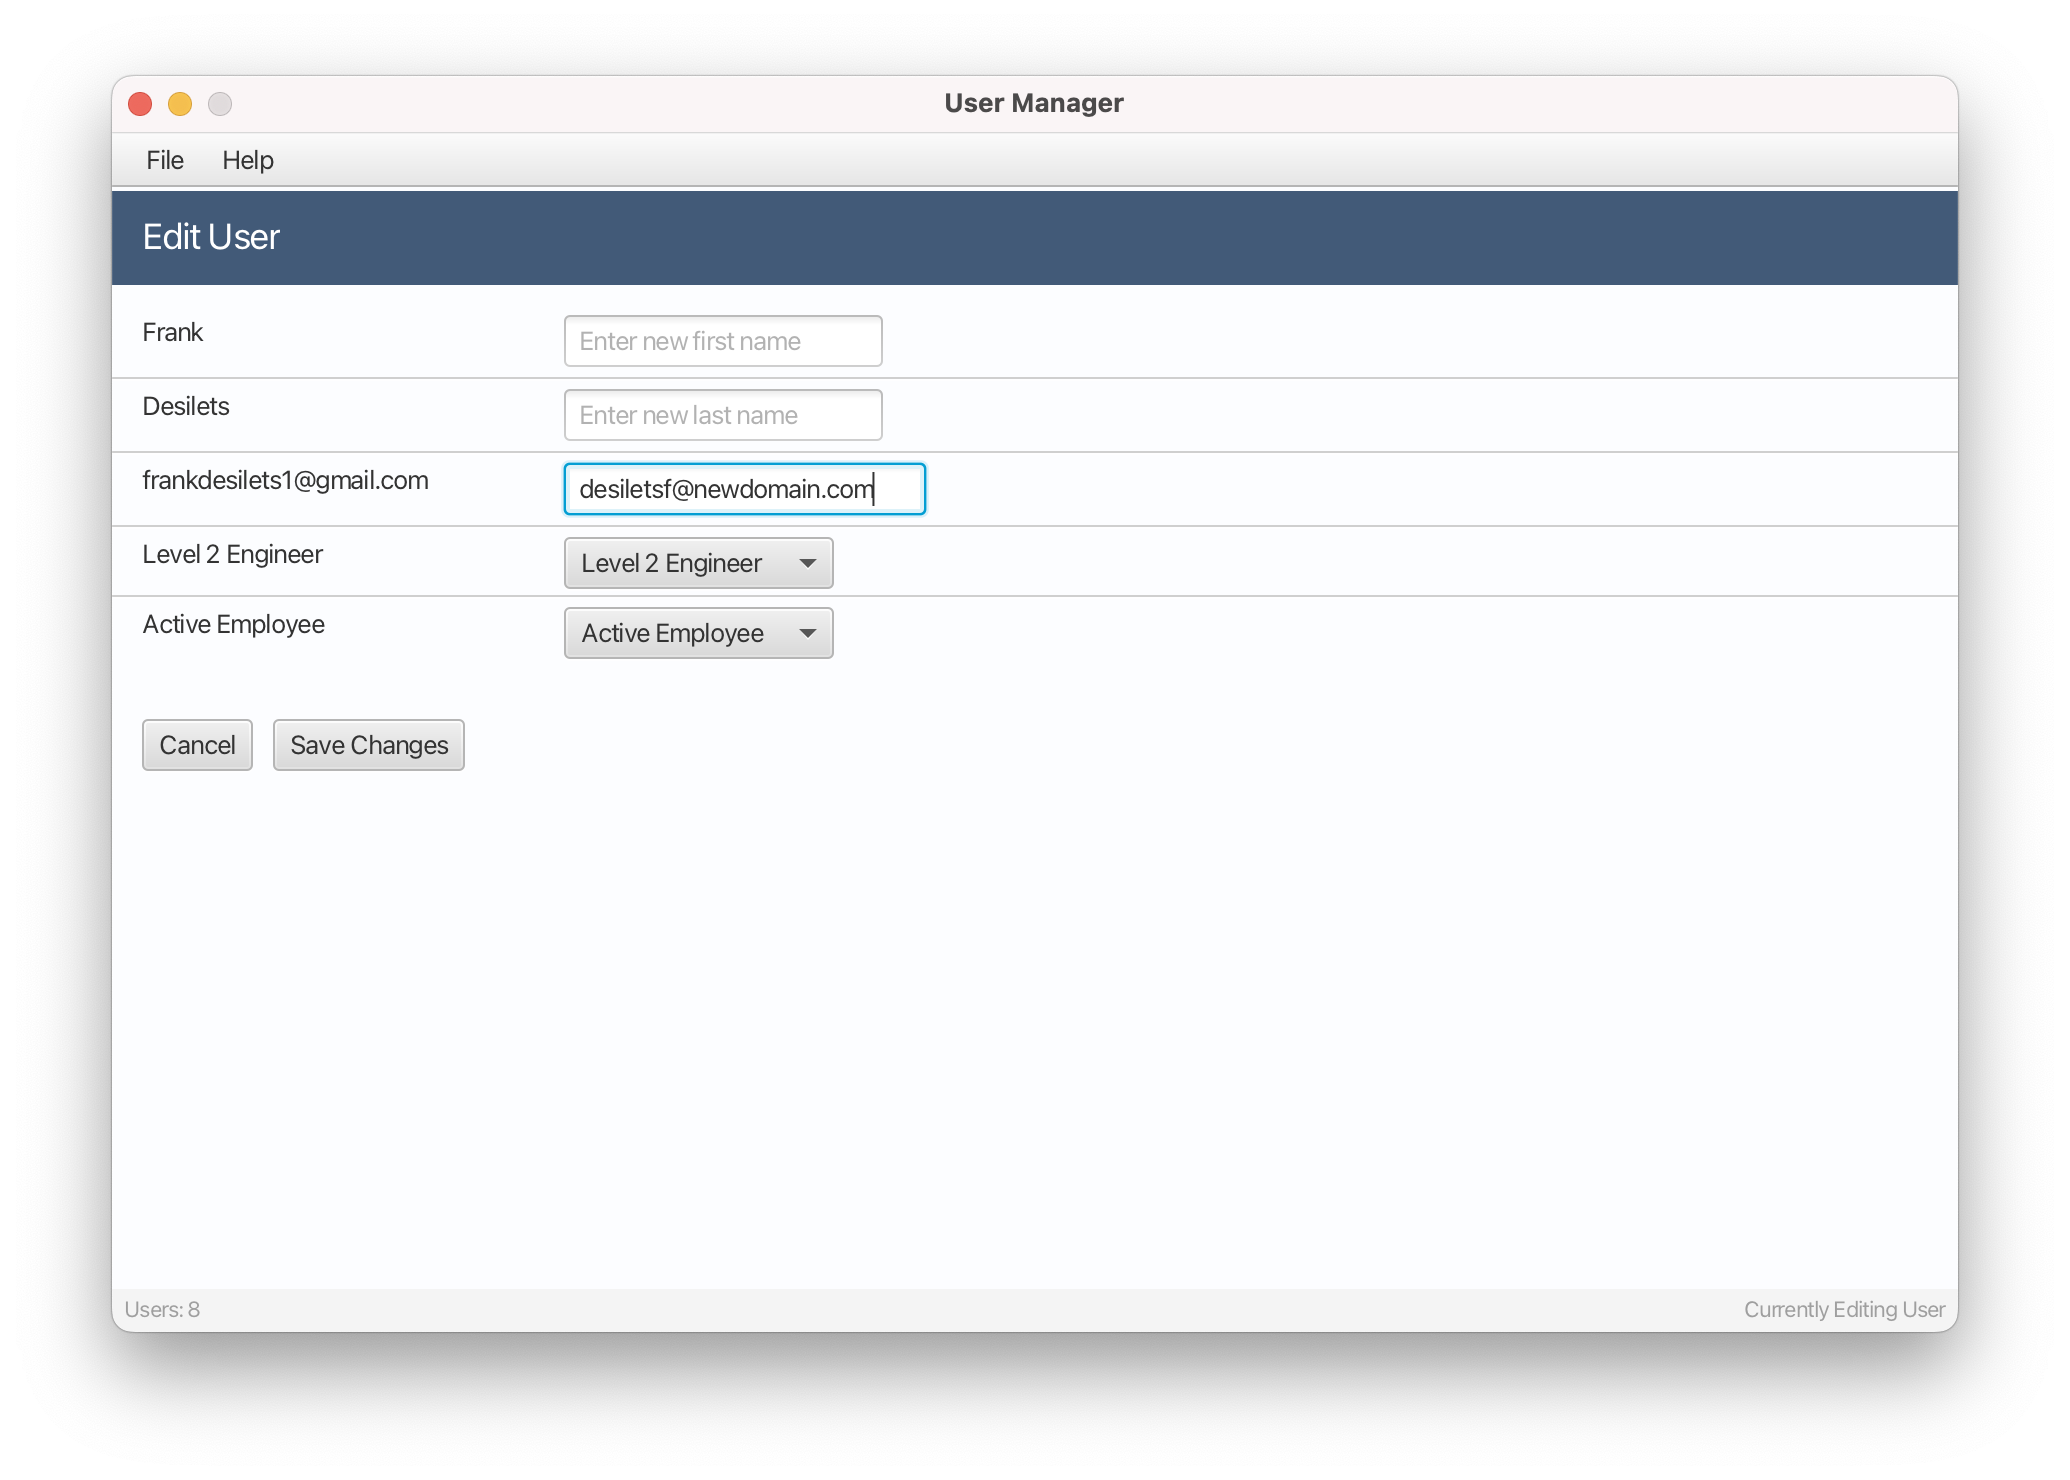 User Manager
File Help
Edit User
Frank Enter new first name
Desilets Enter new last name
frankdesilets1@gmail.com desiletsf@newdomain.com
Level 2 Engineer Level 2 Engineer
Active Employee Active Employee
Cancel Save Changes
Users: 8 Currently Editing User